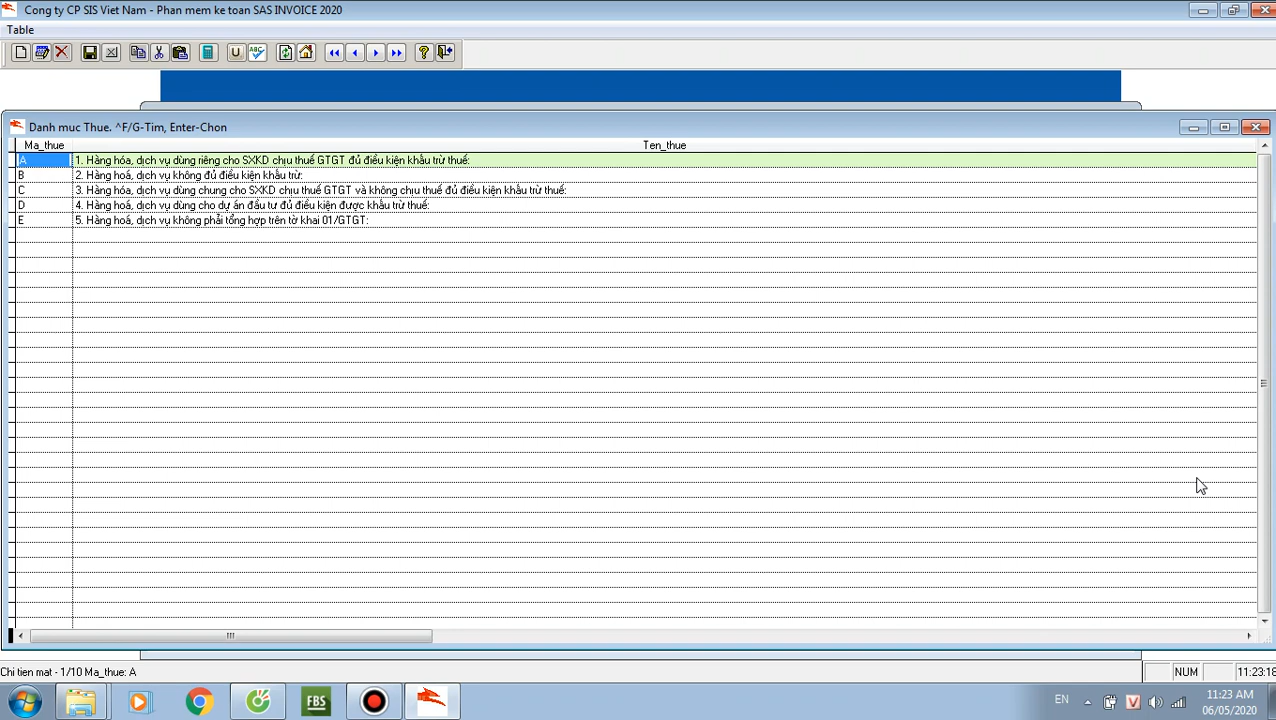 Cong ty CP SIS Viet Nam - Phan mem ke toan SAS INVOICE 2020
Table
U
ABC
?
Danh muc Thue. ^F/G-Tim, Enter-Chon
Ma_thue Ten_thue
A 1. Hàng hóa, dịch vụ dùng riêng cho SXKD chịu thuế GTGT đủ điều kiện khấu trừ thuế:
B 2. Hàng hoá, dịch vụ không đủ điều kiện khấu trừ:
C 3. Hàng hoá, dịch vụ dùng chung cho SXKD chịu thuế GTGT và không chịu thuế đủ điều kiện khấu trừ thuế:
D 4. Hàng hoá, dịch vụ dùng cho dự án đầu tư đủ điều kiện được khấu trừ thuế:
E 5. Hàng hoá, dịch vụ không phải tổng hợp trên tờ khai 01/GTGT:
Chi tien mat - 1/10 Ma_thue: A NUM 11:23:18
FBS EN V 11:23 AM
06/05/2020